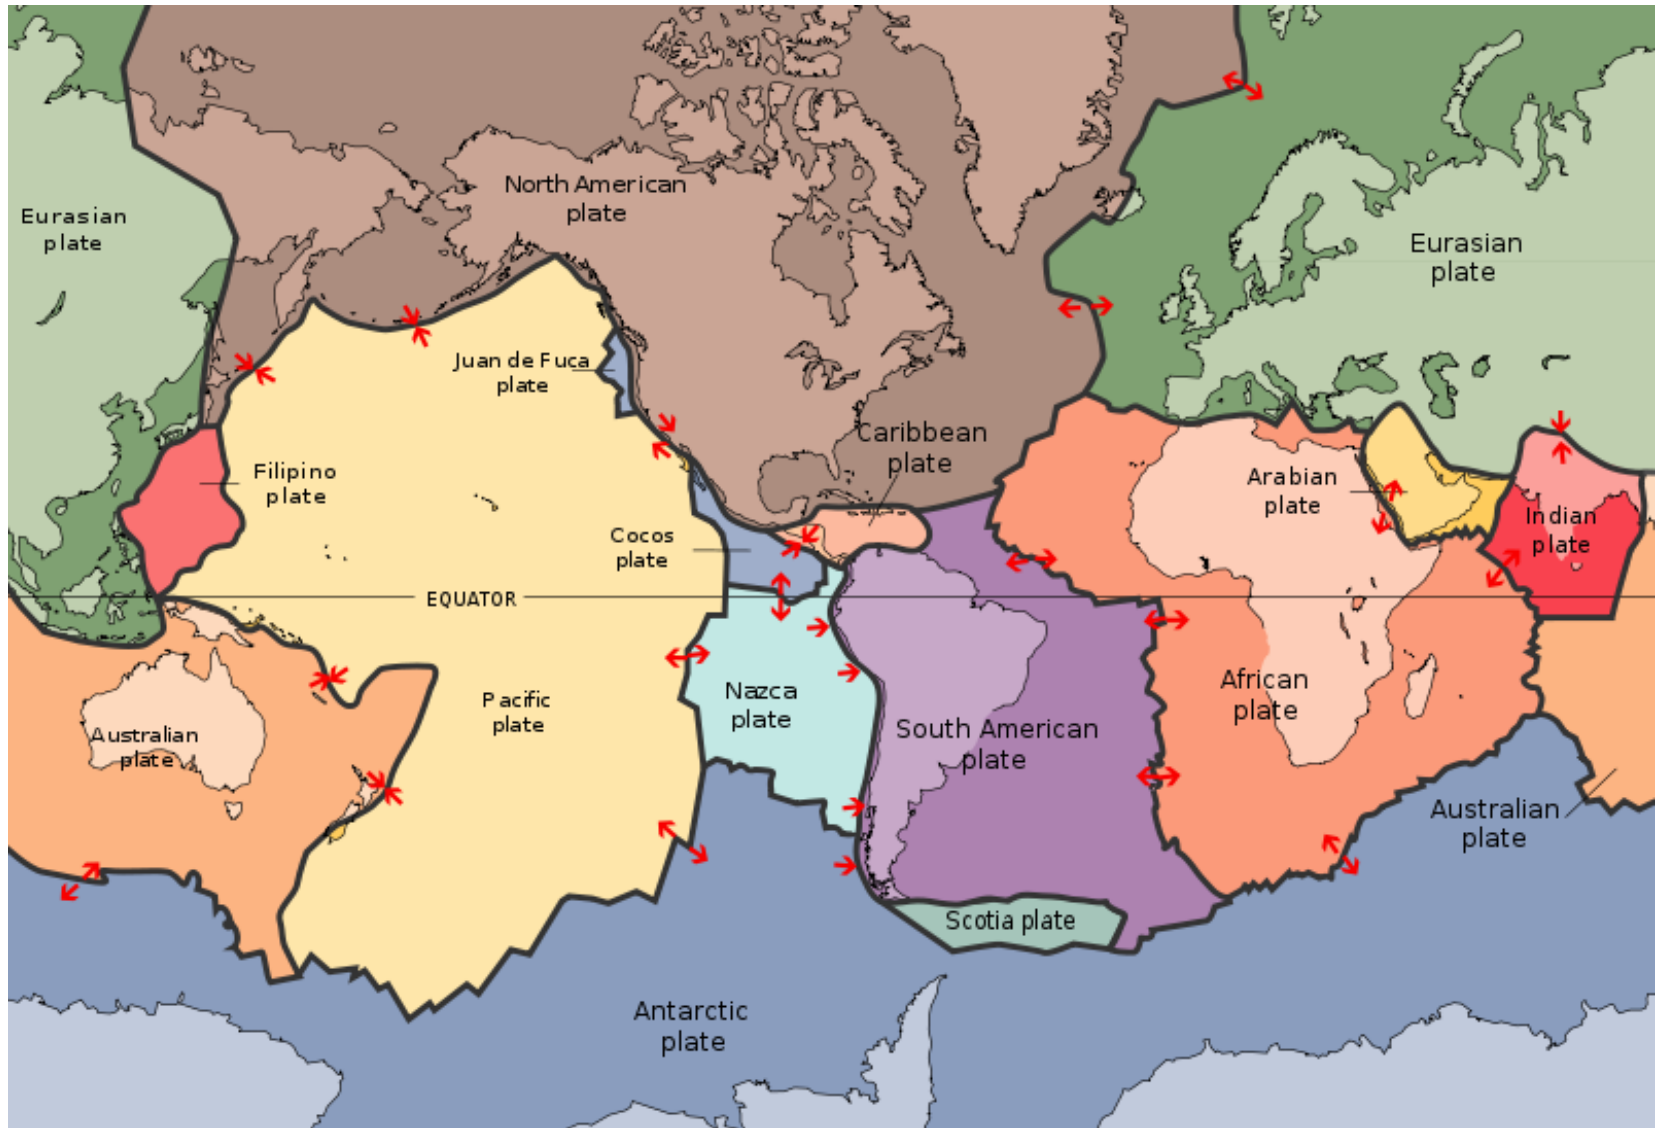 North American
plate
Eurasian
plate
Eurasian
plate
Juan de Fuca
plate
Caribbean
plate
Filipino
plate
Arabian
plate
Cocos
plate
Indian
plate
EQUATOR
Nazca
plate
Pacific
plate
African
plate
South American
plate
Australian
plate
Australian
plate
Scotia plate
Antarctic
plate